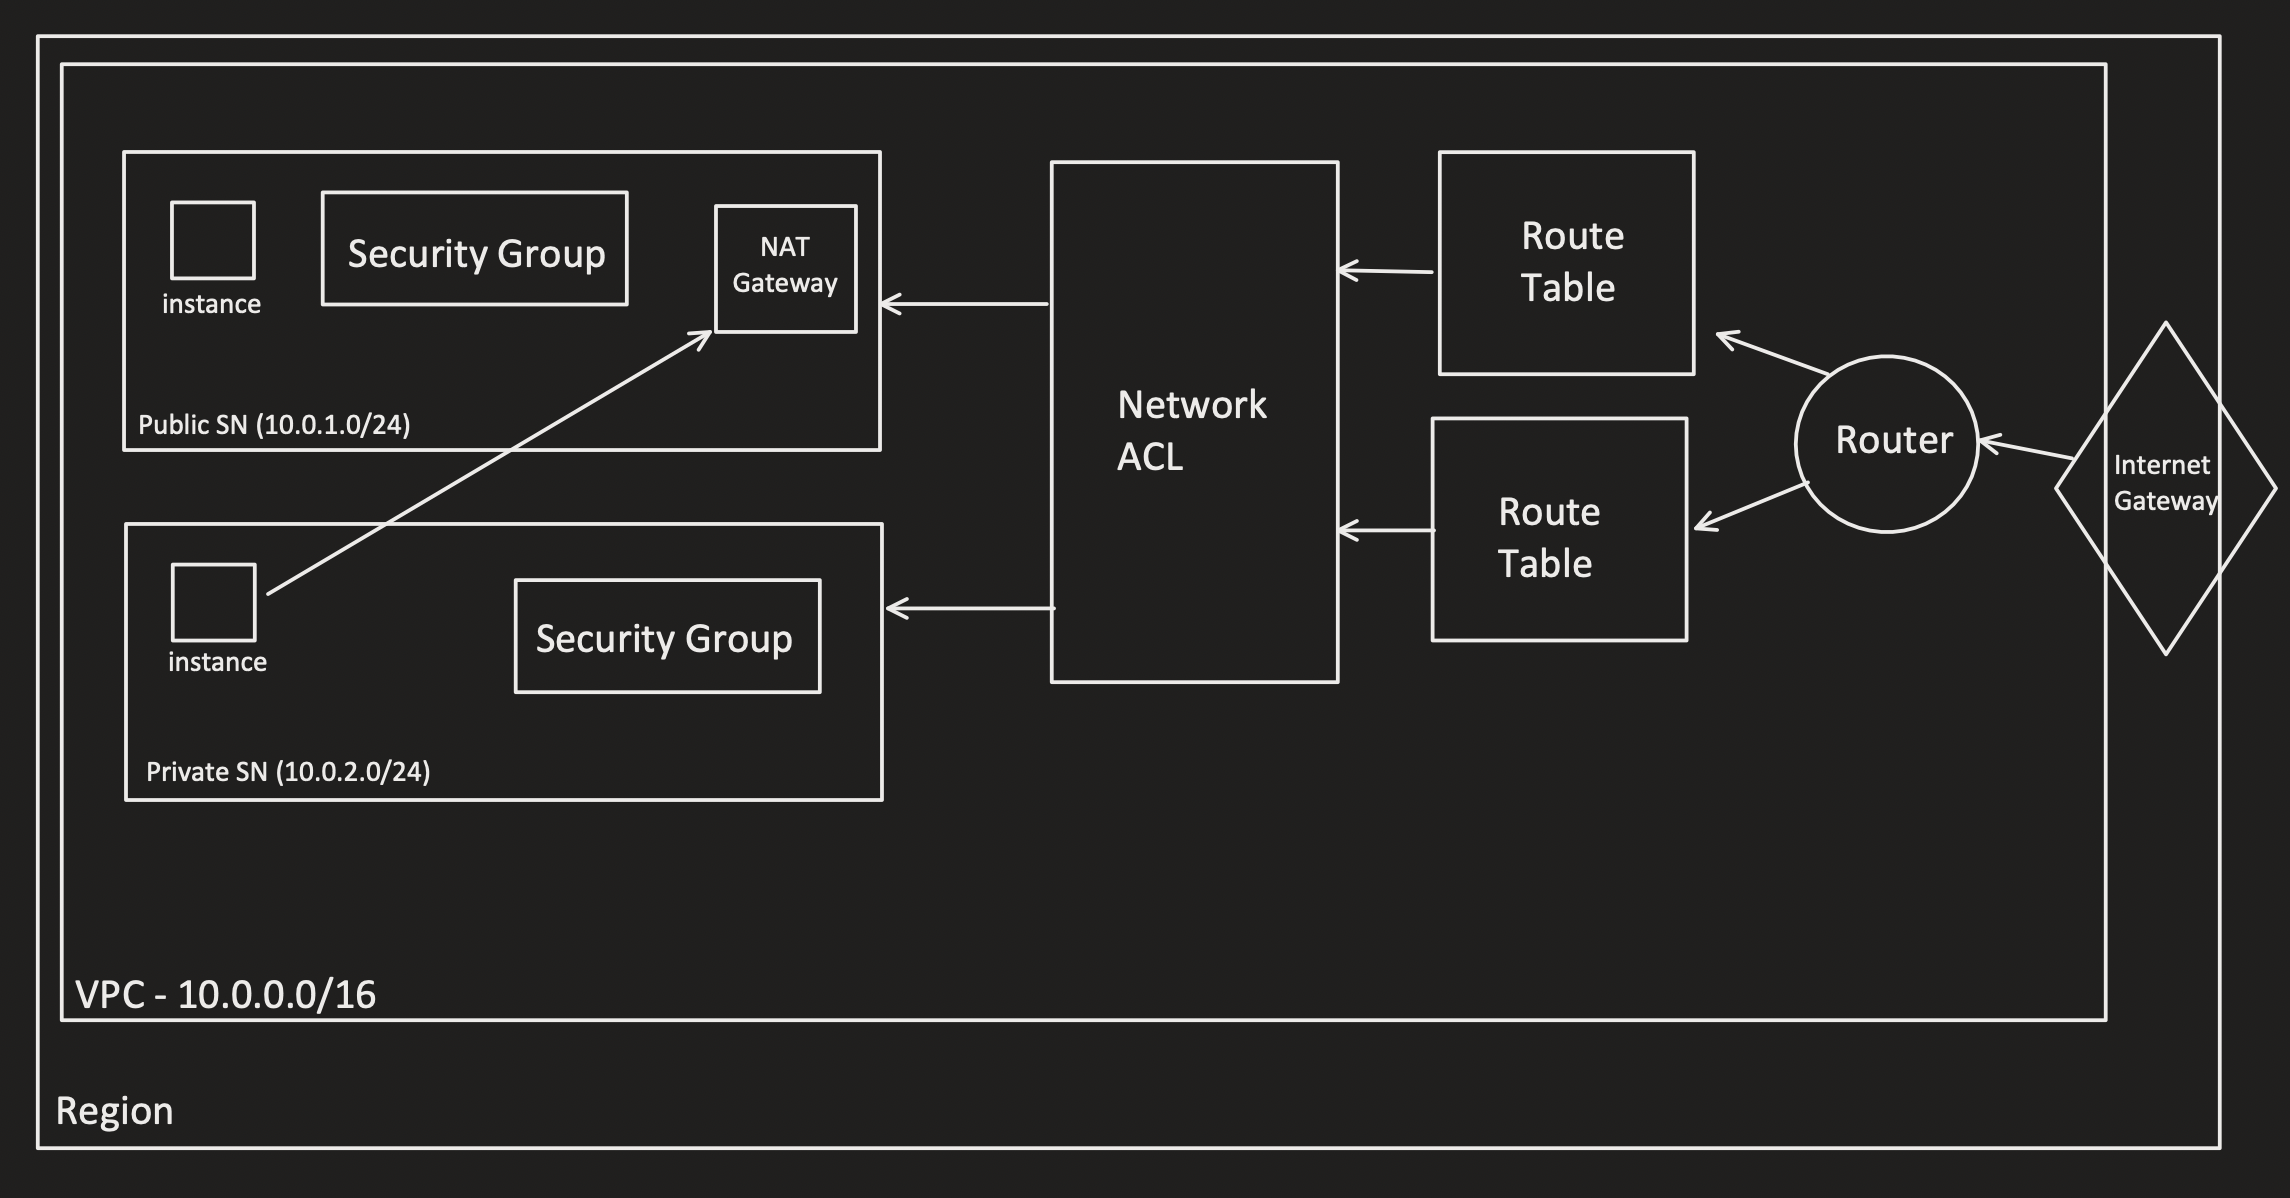 instance
Security Group
NAT
Gateway
Public SN (10.0.1.0/24)
instance
Security Group
Private SN (10.0.2.0/24)
Network
ACL
Route
Table
Route
Table
Router
Internet
Gateway
VPC - 10.0.0.0/16
Region